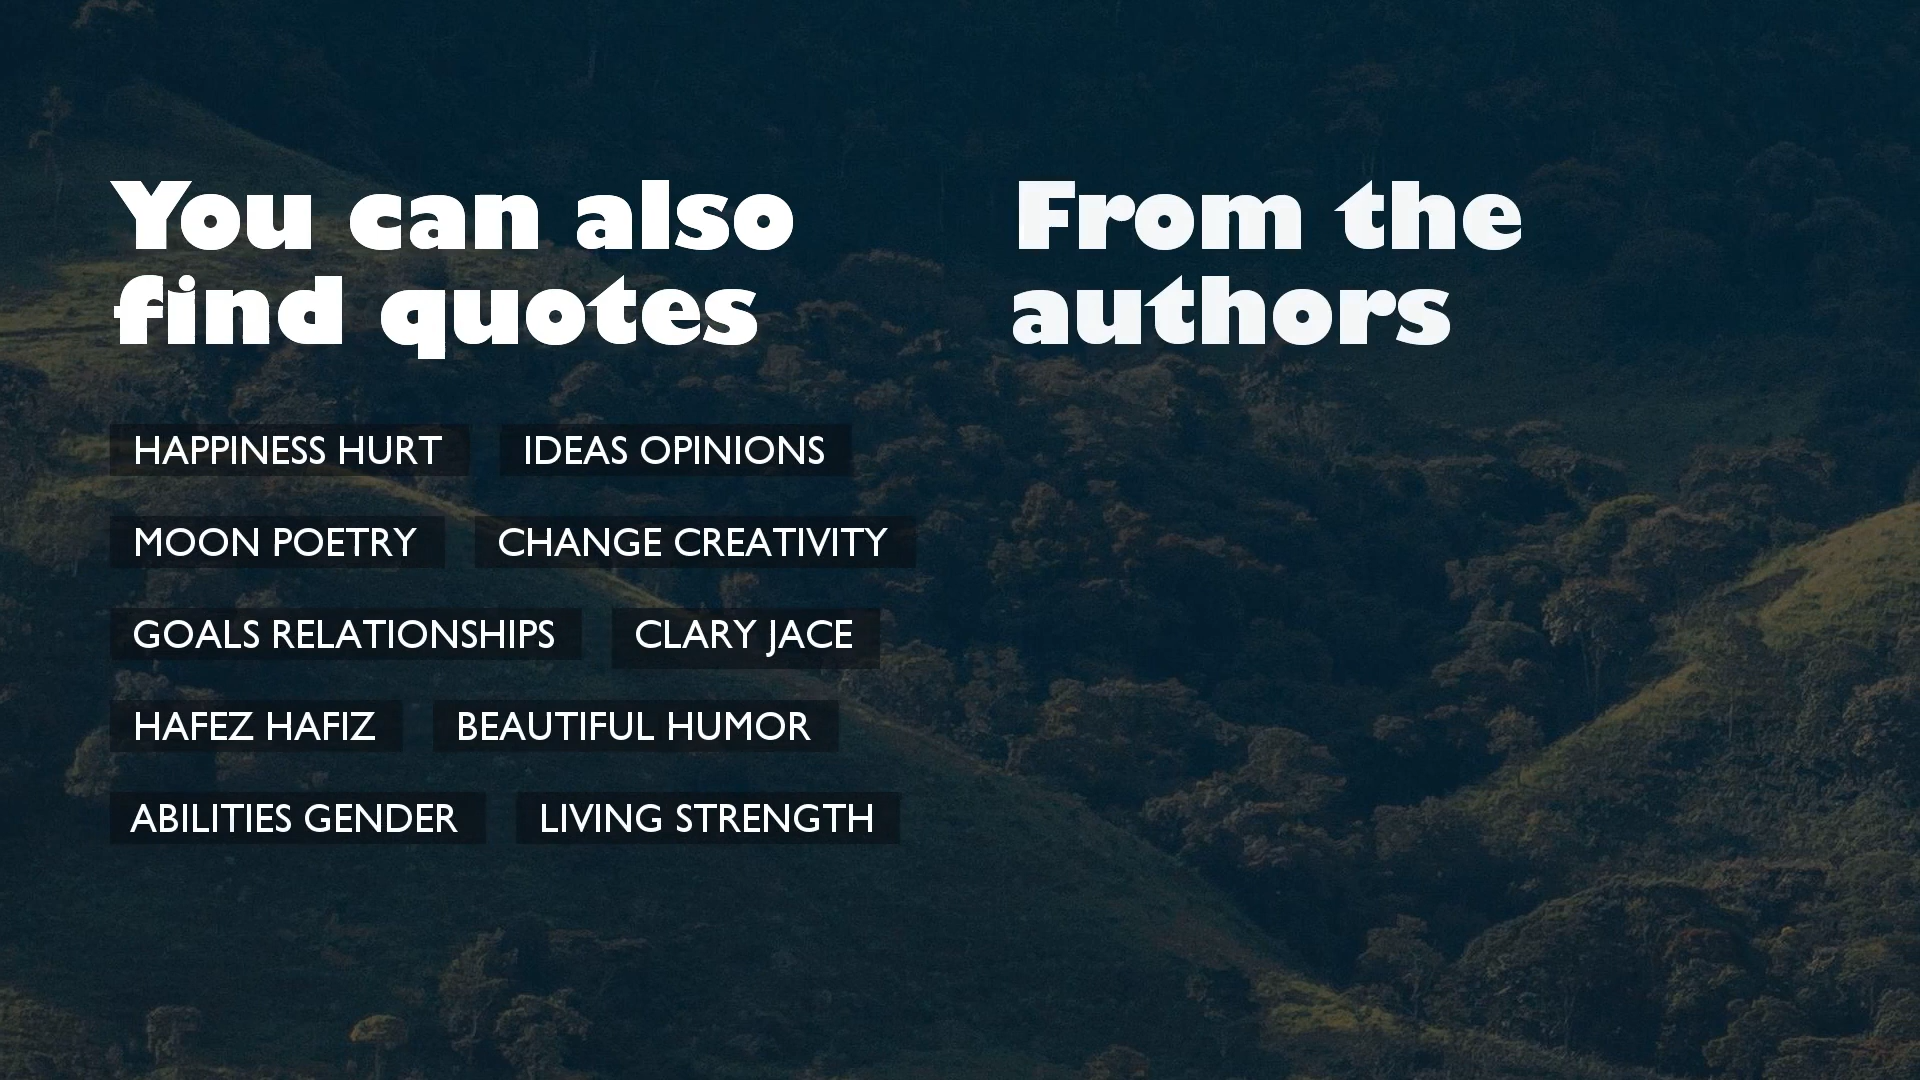 You can also
find quotes
HAPPINESS HURT
IDEAS OPINIONS
MOON POETRY
CHANGE CREATIVITY
GOALS RELATIONSHIPS
CLARY JACE
HAFEZ HAFIZ
BEAUTIFUL HUMOR
ABILITIES GENDER
LIVING STRENGTH
From the
authors